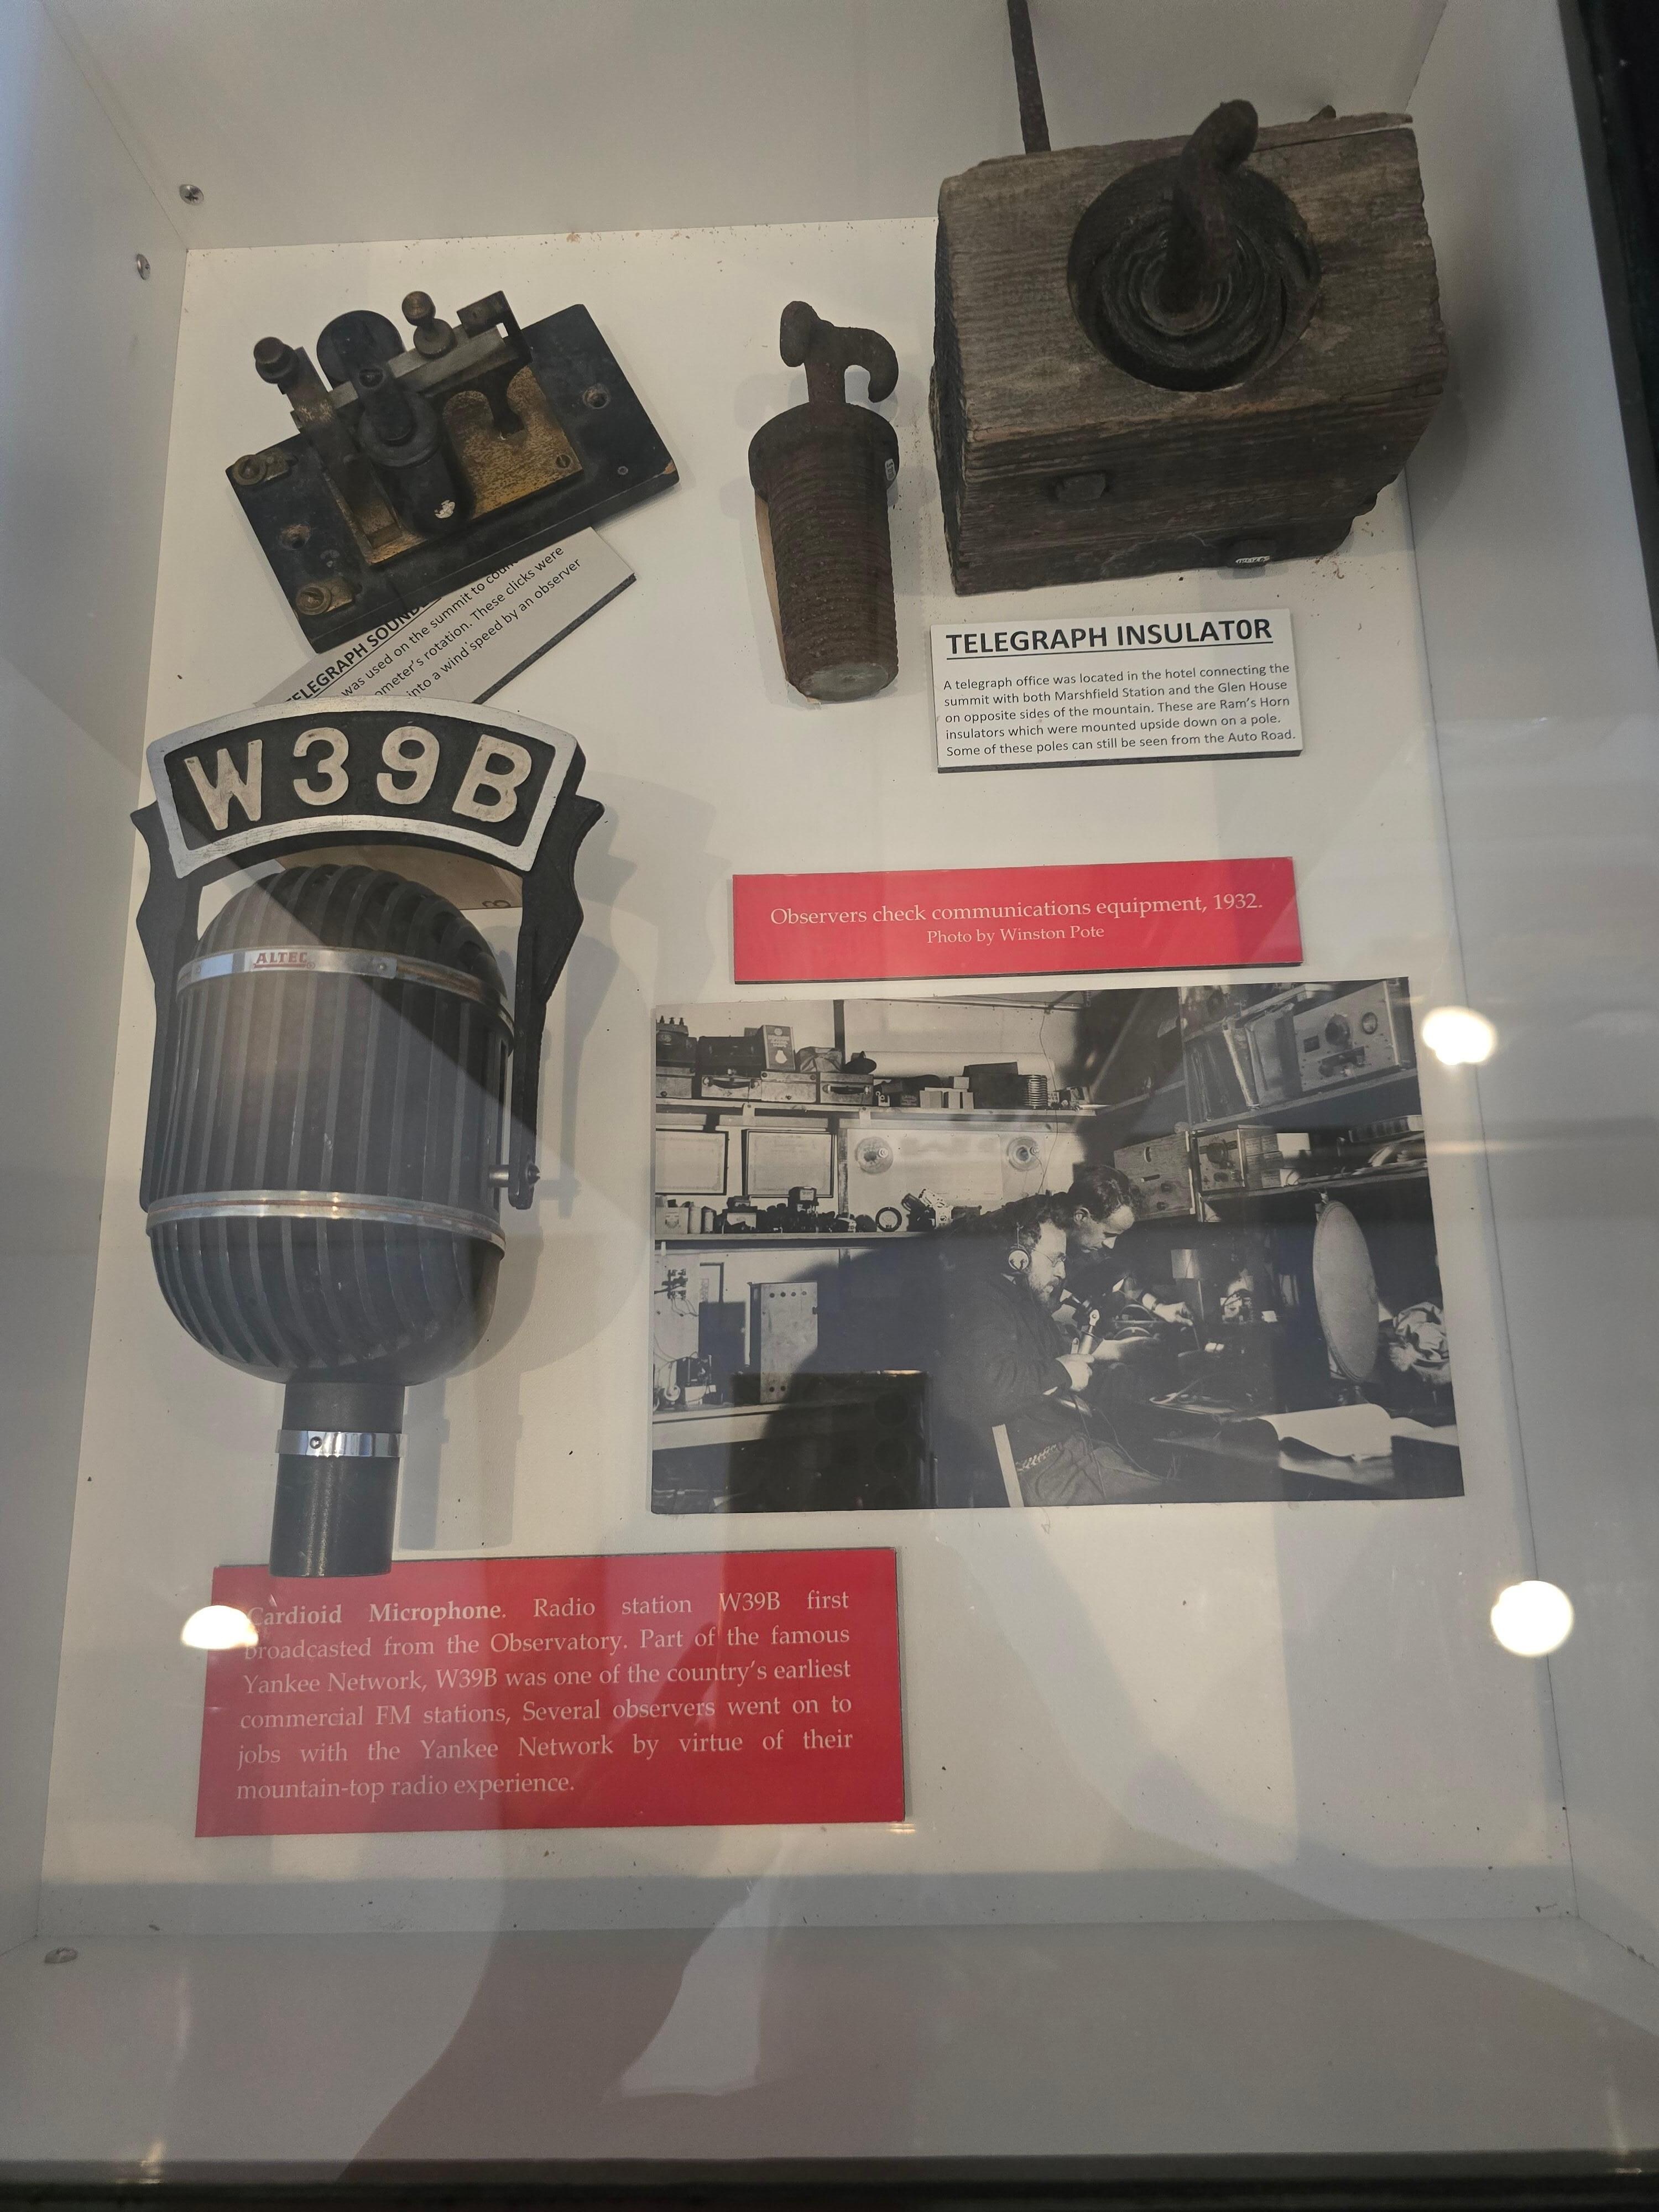 TELEGRAPH SOUNDE
was used on the summit to coun
ometer's rotation. These clicks were
into a wind speed by an observer
TELEGRAPH INSULATOR
A telegraph office was located in the hotel connecting the
summit with both Marshfield Station and the Glen House
on opposite sides of the mountain. These are Ram's Horn
insulators which were mounted upside down on a pole.
Some of these poles can still be seen from the Auto Road.
W39B
ALTEC
Observers check communications equipment, 1932.
Photo by Winston Pote
Cardioid Microphone. Radio station W39B first
broadcasted from the Observatory. Part of the famous
Yankee Network, W39B was one of the country's earliest
commercial FM stations, Several observers went on to
jobs with the Yankee Network by virtue of their
mountain-top radio experience.